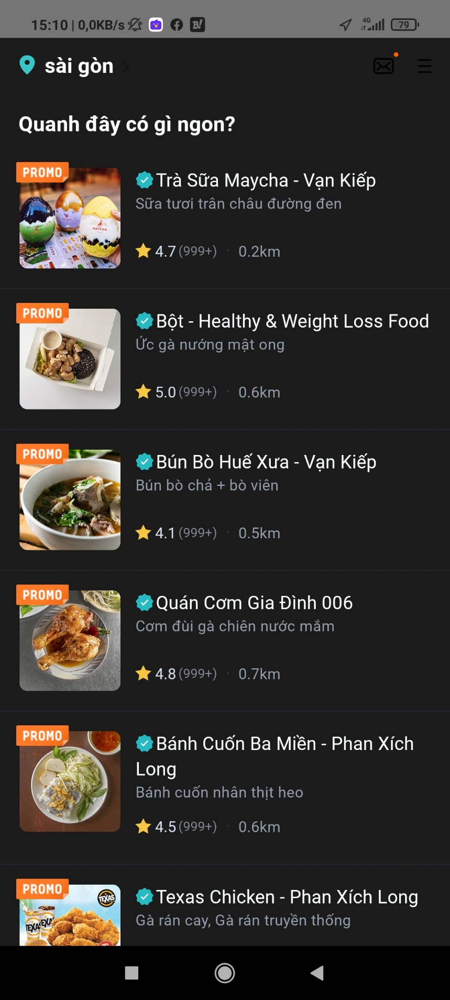 15:10 | 0,0KB/s
4G
79
sài gòn
Quanh đây có gì ngon?
PROMO
Trà Sữa Maycha - Vạn Kiếp
Sữa tươi trân châu đường đen
MAYCHA
4.7 (999+) · 0.2km
PROMO
Bột - Healthy & Weight Loss Food
Ức gà nướng mật ong
5.0 (999+) · 0.6km
PROMO
Bún Bò Huế Xưa - Vạn Kiếp
Bún bò chả + bò viên
4.1 (999+) · 0.5km
PROMO
Quán Cơm Gia Đình 006
Cơm đùi gà chiên nước mắm
4.8 (999+) · 0.7km
PROMO
Bánh Cuốn Ba Miền - Phan Xích
Long
Bánh cuốn nhân thịt heo
4.5 (999+) · 0.6km
PROMO
TEXAS
Texas Chicken - Phan Xích Long
Gà rán cay, Gà rán truyền thống